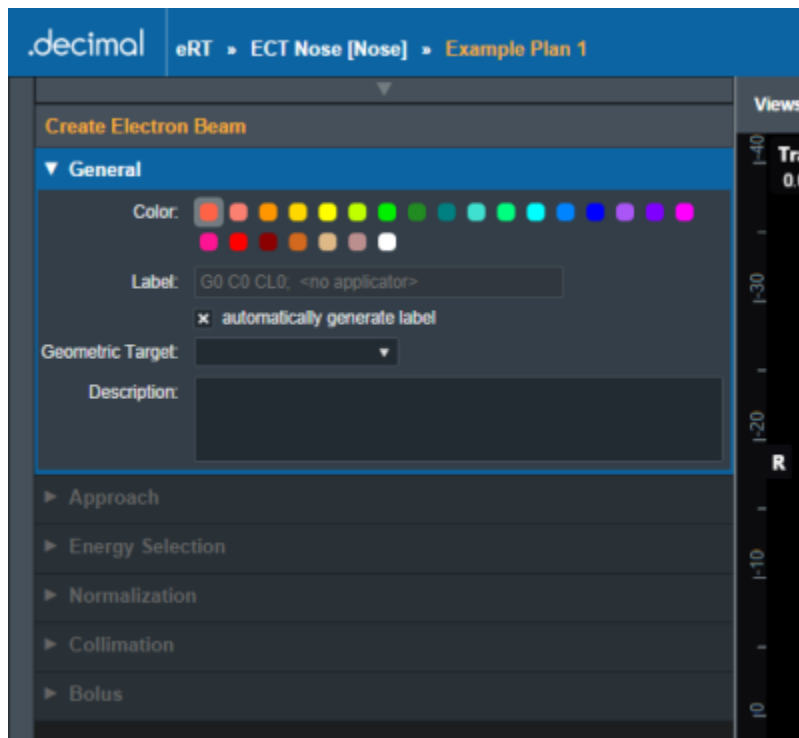 .decimal eRT » ECT Nose [Nose] » Example Plan 1
Views
Create Electron Beam
General
Color:
Label: G0 C0 CL0; <no applicator>
automatically generate label
Geometric Target:
Description:
Approach
Energy Selection
Normalization
Collimation
Bolus
|-40
|-30
|-20
R
|-10
|0